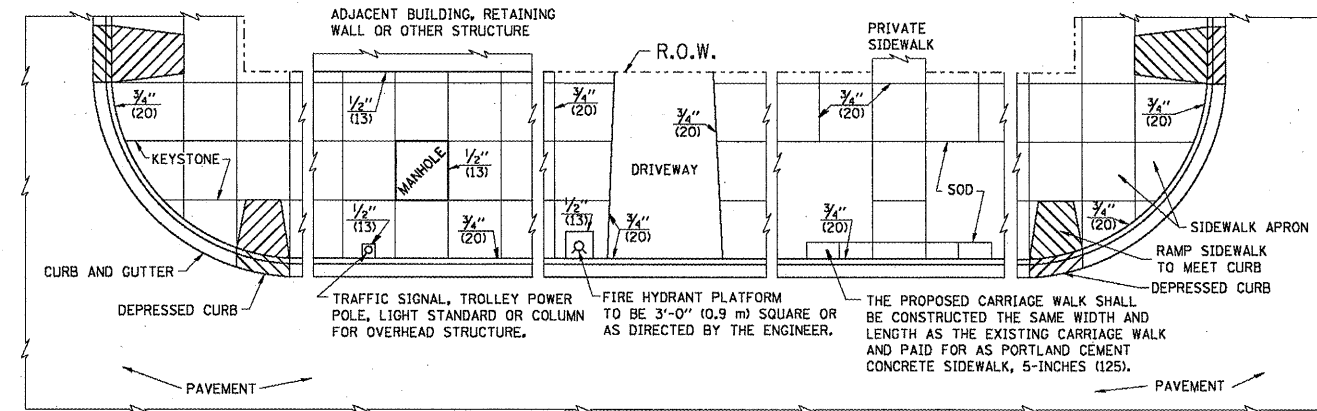 ADJACENT BUILDING, RETAINING
WALL OR OTHER STRUCTURE
R.O.W.
PRIVATE
SIDEWALK
3/4"
(20)
1/2"
(13)
3/4"
(20)
3/4"
(20)
3/4"
(20)
3/4"
(20)
KEYSTONE
MANHOLE
1/2"
(13)
DRIVEWAY
SOD
1/2"
(13)
3/4"
(20)
1/2"
(13)
3/4"
(20)
3/4"
(20)
3/4"
(20)
SIDEWALK APRON
RAMP SIDEWALK
TO MEET CURB
DEPRESSED CURB
CURB AND GUTTER
DEPRESSED CURB
TRAFFIC SIGNAL, TROLLEY POWER
POLE, LIGHT STANDARD OR COLUMN
FOR OVERHEAD STRUCTURE.
FIRE HYDRANT PLATFORM
TO BE 3'-0" (0.9 m) SQUARE OR
AS DIRECTED BY THE ENGINEER.
THE PROPOSED CARRIAGE WALK SHALL
BE CONSTRUCTED THE SAME WIDTH AND
LENGTH AS THE EXISTING CARRIAGE WALK
AND PAID FOR AS PORTLAND CEMENT
CONCRETE SIDEWALK, 5-INCHES (125).
PAVEMENT
PAVEMENT